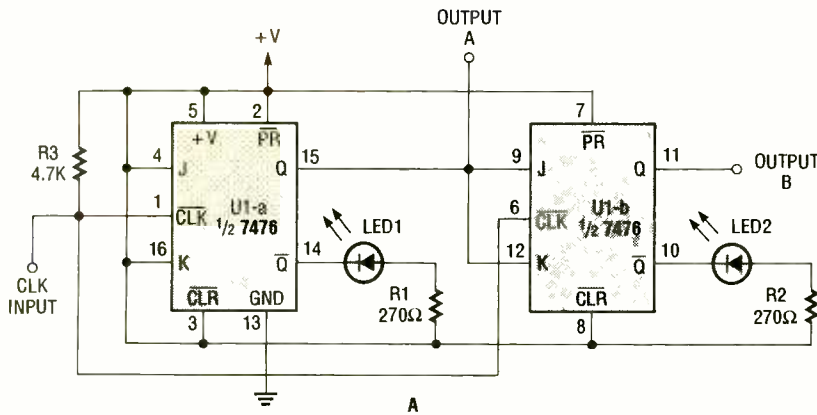 OUTPUT
A
+V
5
2
7
+V
PR
PR
R3
4.7K
4
J
Q
15
9
J
Q
11
OUTPUT
B
1
CLK
U1-a
1/2 7476
6
CLK
U1-b
1/2 7476
LED1
LED2
16
K
Q
14
12
K
Q
10
CLK
INPUT
CLR
GND
R1
270Ω
CLR
R2
270Ω
3
13
8
A